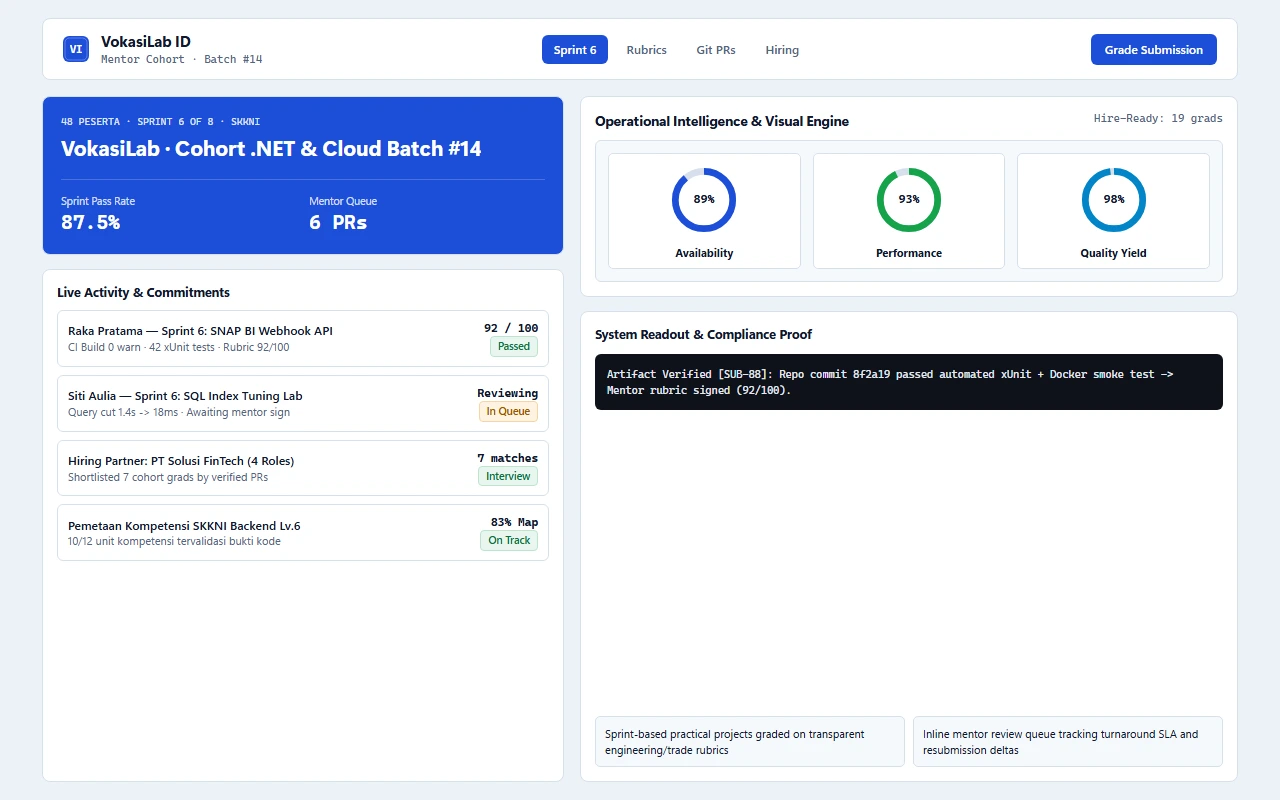 VI
VokasiLab ID
Mentor Cohort · Batch #14
Sprint 6
Rubrics
Git PRs
Hiring
Grade Submission
48 PESERTA · SPRINT 6 OF 8 · SKKNI
VokasiLab · Cohort .NET & Cloud Batch #14
Sprint Pass Rate
87.5%
Mentor Queue
6 PRs
Live Activity & Commitments
Raka Pratama — Sprint 6: SNAP BI Webhook API
CI Build 0 warn · 42 xUnit tests · Rubric 92/100
92 / 100
Passed
Siti Aulia — Sprint 6: SQL Index Tuning Lab
Query cut 1.4s -> 18ms · Awaiting mentor sign
Reviewing
In Queue
Hiring Partner: PT Solusi FinTech (4 Roles)
Shortlisted 7 cohort grads by verified PRs
7 matches
Interview
Pemetaan Kompetensi SKKNI Backend Lv.6
10/12 unit kompetensi tervalidasi bukti kode
83% Map
On Track
Operational Intelligence & Visual Engine
Hire-Ready: 19 grads
89%
Availability
93%
Performance
98%
Quality Yield
System Readout & Compliance Proof
Artifact Verified [SUB-88]: Repo commit 8f2a19 passed automated xUnit + Docker smoke test ->
Mentor rubric signed (92/100).
Sprint-based practical projects graded on transparent
engineering/trade rubrics
Inline mentor review queue tracking turnaround SLA and
resubmission deltas